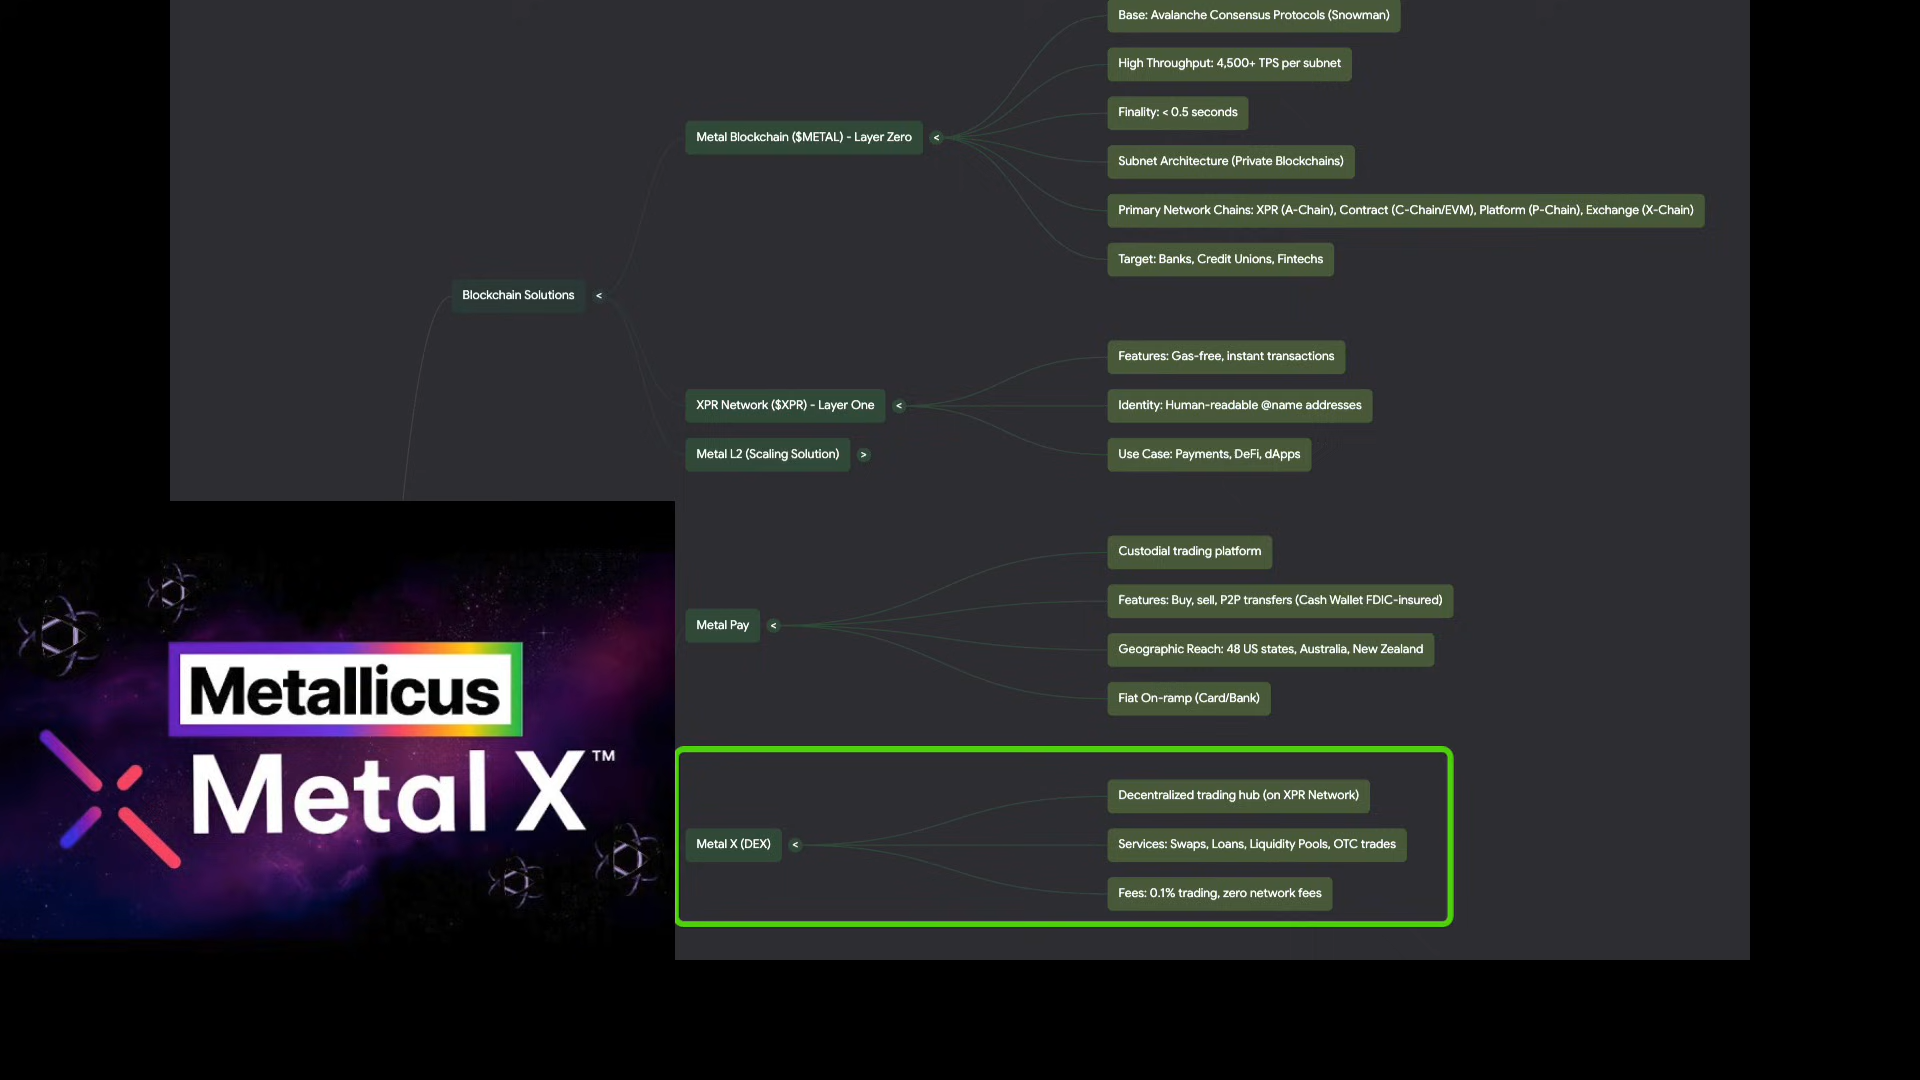 Base: Avalanche Consensus Protocols (Snowman)
High Throughput: 4,500+ TPS per subnet
Finality: < 0.5 seconds
Metal Blockchain ($METAL) - Layer Zero
<
Subnet Architecture (Private Blockchains)
Primary Network Chains: XPR (A-Chain), Contract (C-Chain/EVM), Platform (P-Chain), Exchange (X-Chain)
Target: Banks, Credit Unions, Fintechs
Blockchain Solutions
<
Features: Gas-free, instant transactions
XPR Network ($XPR) - Layer One
<
Identity: Human-readable @name addresses
Metal L2 (Scaling Solution)
>
Use Case: Payments, DeFi, dApps
Custodial trading platform
Features: Buy, sell, P2P transfers (Cash Wallet FDIC-insured)
Metal Pay
<
Geographic Reach: 48 US states, Australia, New Zealand
Fiat On-ramp (Card/Bank)
Metallicus
Metal X™
Decentralized trading hub (on XPR Network)
Metal X (DEX)
<
Services: Swaps, Loans, Liquidity Pools, OTC trades
Fees: 0.1% trading, zero network fees